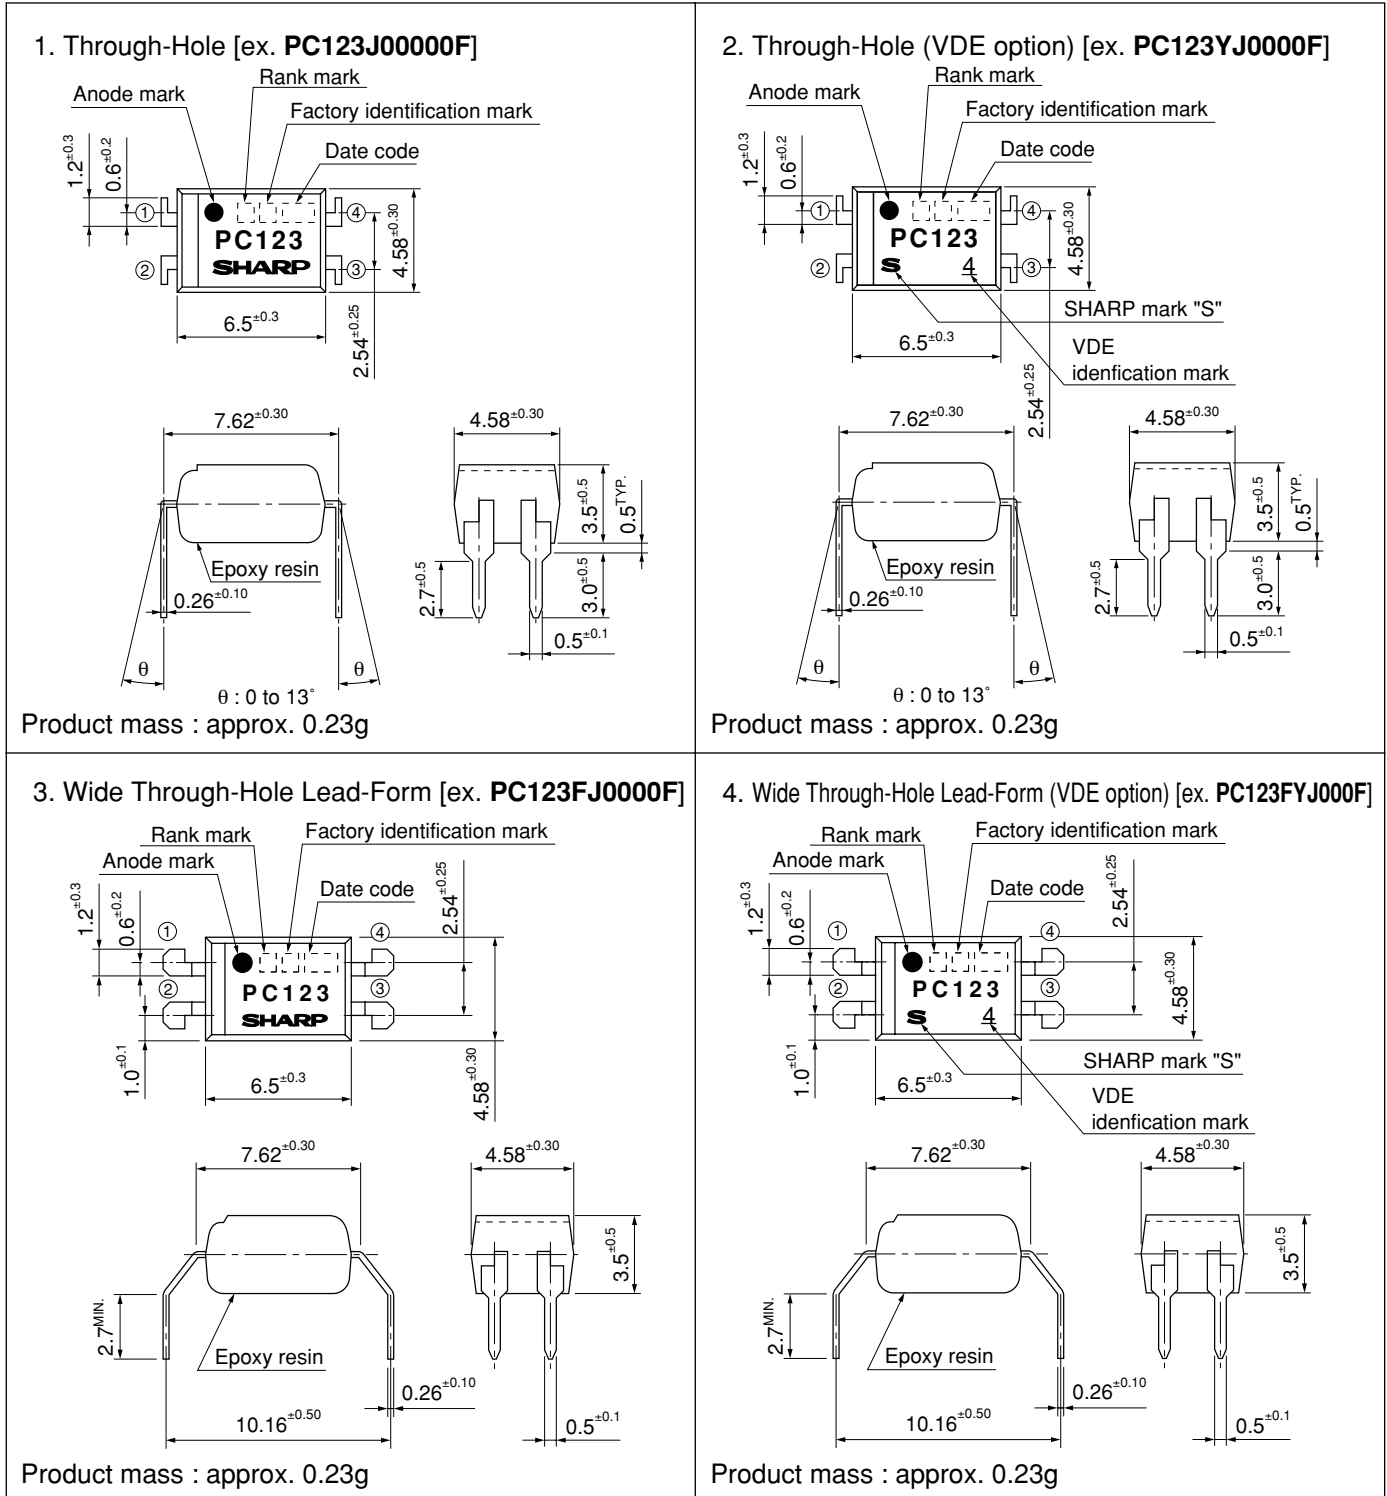 1. Through-Hole [ex. PC123J00000F]
Rank mark
Anode mark
Factory identification mark
Date code
1.2±0.3
0.6±0.2
① ④
PC123
② SHARP ③
4.58±0.30
6.5±0.3
2.54±0.25
7.62±0.30
4.58±0.30
3.5±0.5
0.5TYP.
Epoxy resin
2.7±0.5
3.0±0.5
0.26±0.10
0.5±0.1
θ θ
θ : 0 to 13˚
Product mass : approx. 0.23g
2. Through-Hole (VDE option) [ex. PC123YJ0000F]
Rank mark
Anode mark
Factory identification mark
Date code
1.2±0.3
0.6±0.2
① ④
PC123
② S 4 ③
4.58±0.30
SHARP mark "S"
6.5±0.3
VDE
idenfication mark
2.54±0.25
7.62±0.30
4.58±0.30
3.5±0.5
0.5TYP.
Epoxy resin
2.7±0.5
3.0±0.5
0.26±0.10
0.5±0.1
θ θ
θ : 0 to 13˚
Product mass : approx. 0.23g
3. Wide Through-Hole Lead-Form [ex. PC123FJ0000F]
Rank mark
Factory identification mark
Anode mark
Date code
1.2±0.3
0.6±0.2
2.54±0.25
① ④
② PC123 ③
SHARP
1.0±0.1
6.5±0.3
4.58±0.30
7.62±0.30
4.58±0.30
3.5±0.5
2.7MIN.
Epoxy resin
0.26±0.10
10.16±0.50
0.5±0.1
Product mass : approx. 0.23g
4. Wide Through-Hole Lead-Form (VDE option) [ex. PC123FYJ000F]
Rank mark
Factory identification mark
Anode mark
Date code
1.2±0.3
0.6±0.2
2.54±0.25
① ④
② PC123 ③
S 4
4.58±0.30
1.0±0.1
SHARP mark "S"
6.5±0.3
VDE
idenfication mark
7.62±0.30
4.58±0.30
3.5±0.5
2.7MIN.
Epoxy resin
0.26±0.10
10.16±0.50
0.5±0.1
Product mass : approx. 0.23g